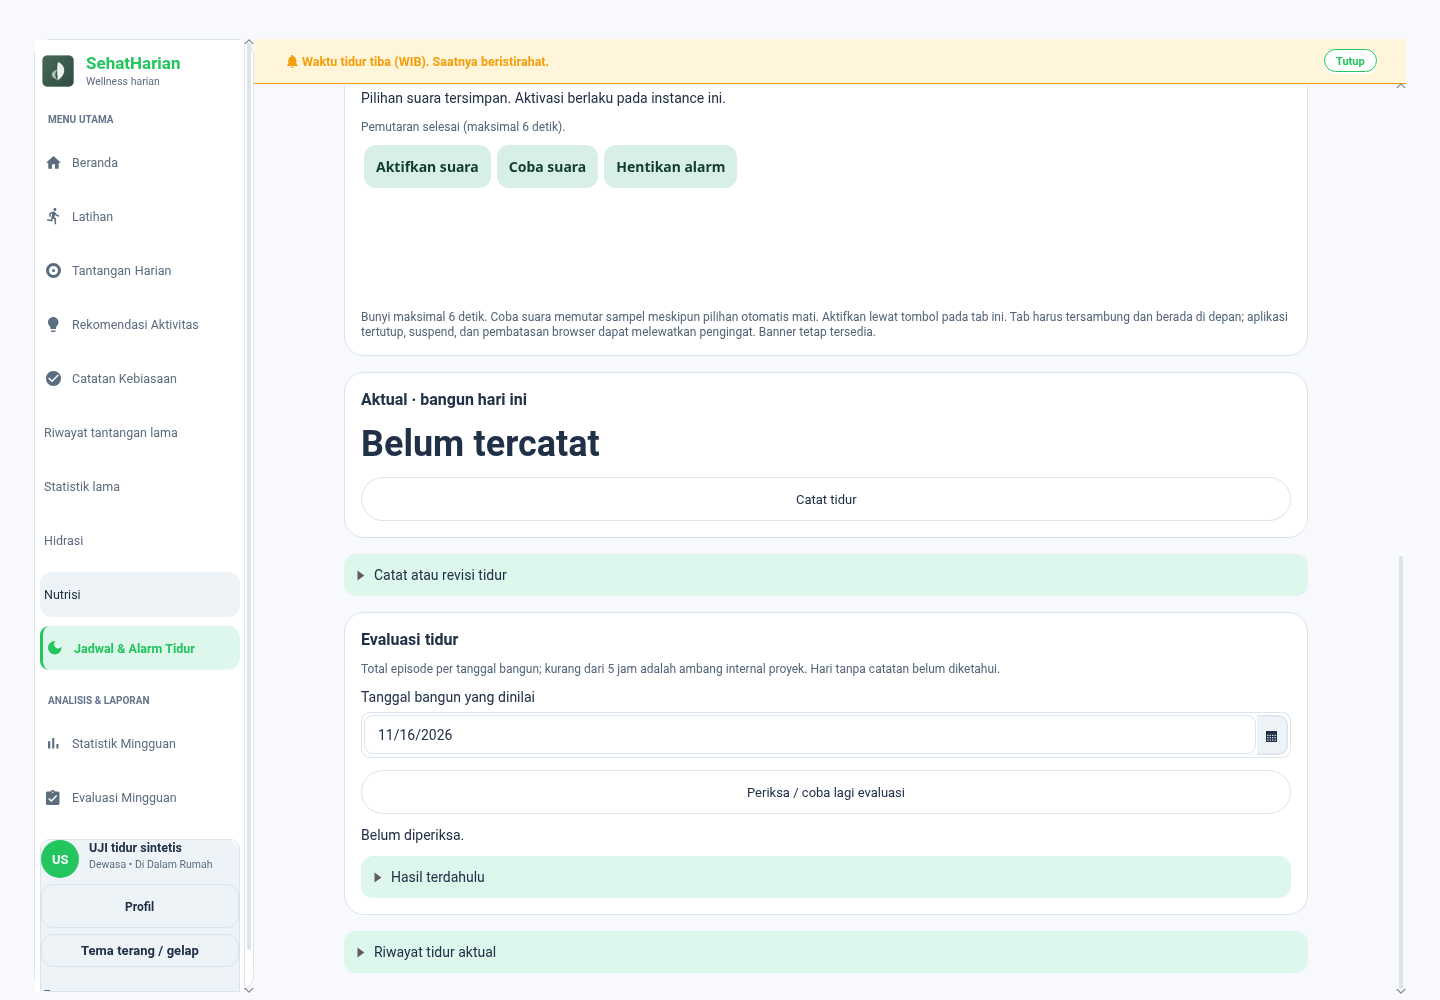 SehatHarian
Wellness harian
MENU UTAMA
Beranda
Latihan
Tantangan Harian
Rekomendasi Aktivitas
Catatan Kebiasaan
Riwayat tantangan lama
Statistik lama
Hidrasi
Nutrisi
Jadwal & Alarm Tidur
ANALISIS & LAPORAN
Statistik Mingguan
Evaluasi Mingguan
US
UJI tidur sintetis
Dewasa • Di Dalam Rumah
Profil
Tema terang / gelap
Waktu tidur tiba (WIB). Saatnya beristirahat.
Tutup
Pilihan suara tersimpan. Aktivasi berlaku pada instance ini.
Pemutaran selesai (maksimal 6 detik).
Aktifkan suara
Coba suara
Hentikan alarm
Bunyi maksimal 6 detik. Coba suara memutar sampel meskipun pilihan otomatis mati. Aktifkan lewat tombol pada tab ini. Tab harus tersambung dan berada di depan; aplikasi
tertutup, suspend, dan pembatasan browser dapat melewatkan pengingat. Banner tetap tersedia.
Aktual · bangun hari ini
Belum tercatat
Catat tidur
Catat atau revisi tidur
Evaluasi tidur
Total episode per tanggal bangun; kurang dari 5 jam adalah ambang internal proyek. Hari tanpa catatan belum diketahui.
Tanggal bangun yang dinilai
11/16/2026
Periksa / coba lagi evaluasi
Belum diperiksa.
Hasil terdahulu
Riwayat tidur aktual